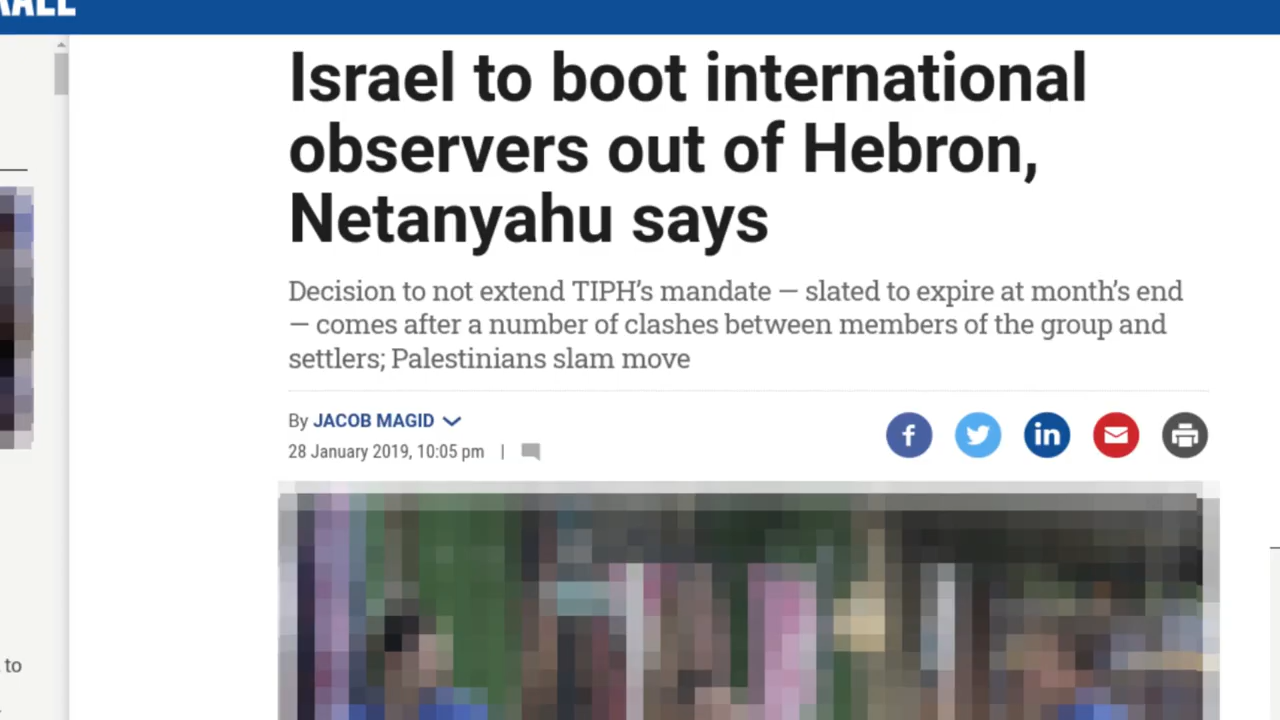 Israel to boot international
observers out of Hebron,
Netanyahu says
Decision to not extend TIPH’s mandate — slated to expire at month’s end
— comes after a number of clashes between members of the group and
settlers; Palestinians slam move
By JACOB MAGID
28 January 2019, 10:05 pm |
to